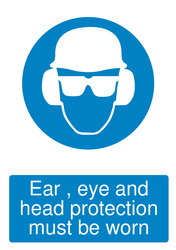 Ear , eye and
head protection
must be worn